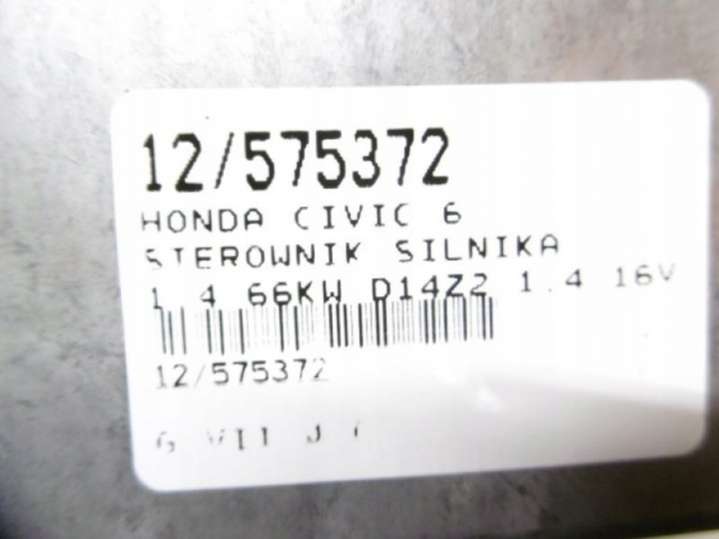 12/575372
HONDA CIVIC 6
STEROWNIK SILNIKA
1.4 66KW D14Z2 1.4 16V
12/575372